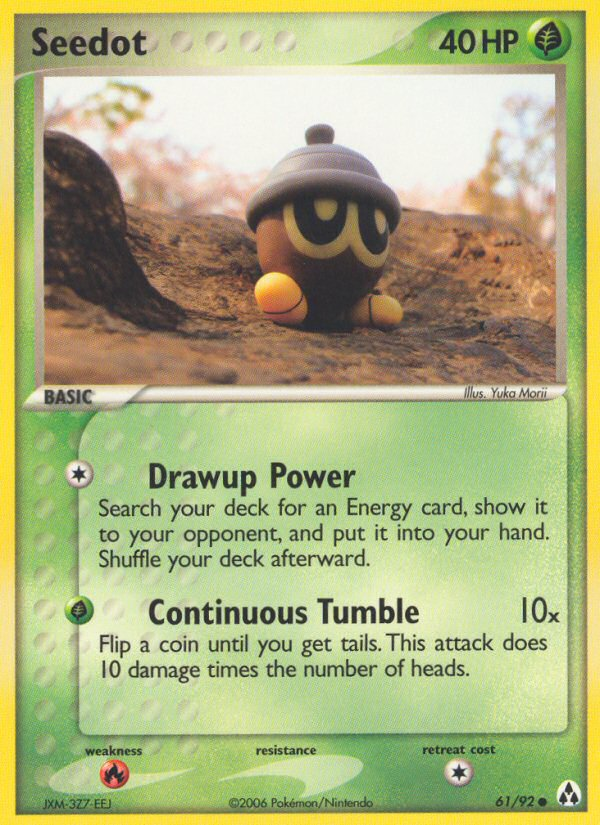 Seedot 40 HP
BASIC
Illus. Yuka Morii
Drawup Power
Search your deck for an Energy card, show it
to your opponent, and put it into your hand.
Shuffle your deck afterward.
Continuous Tumble 10x
Flip a coin until you get tails. This attack does
10 damage times the number of heads.
weakness resistance retreat cost
JXM-3Z7-EEJ ©2006 Pokémon/Nintendo 61/92